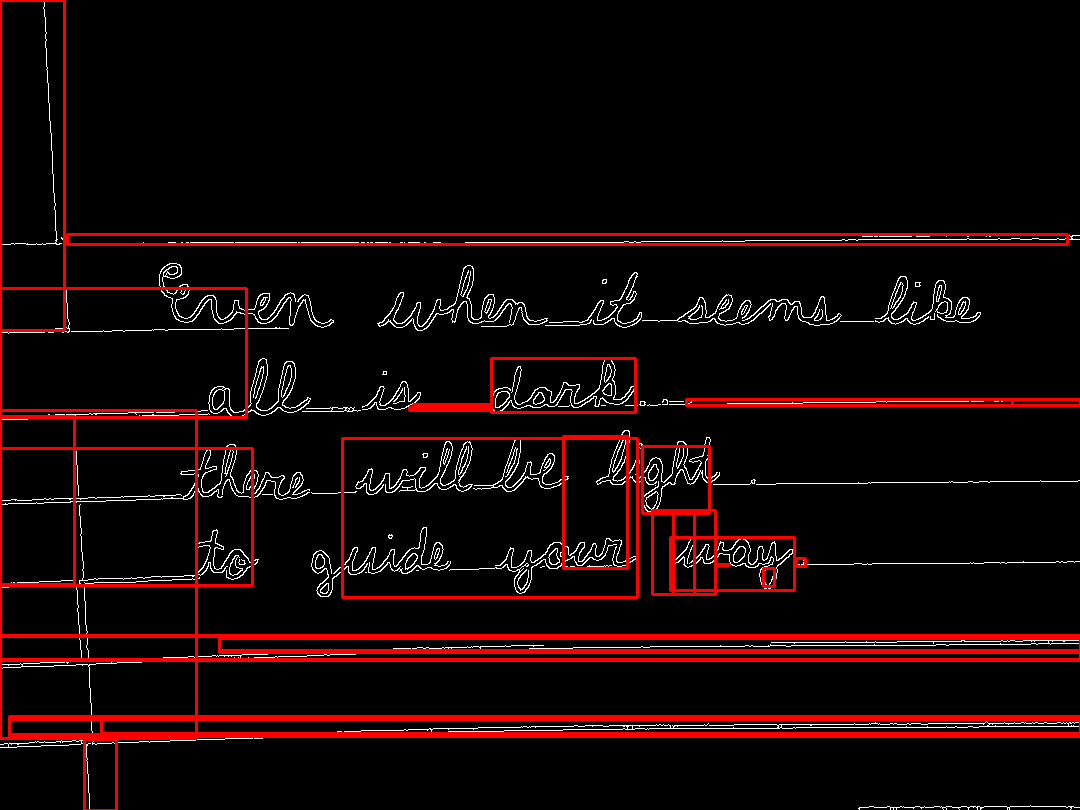 Even when it seems like
all is dark...
there will be light
to guide your way.